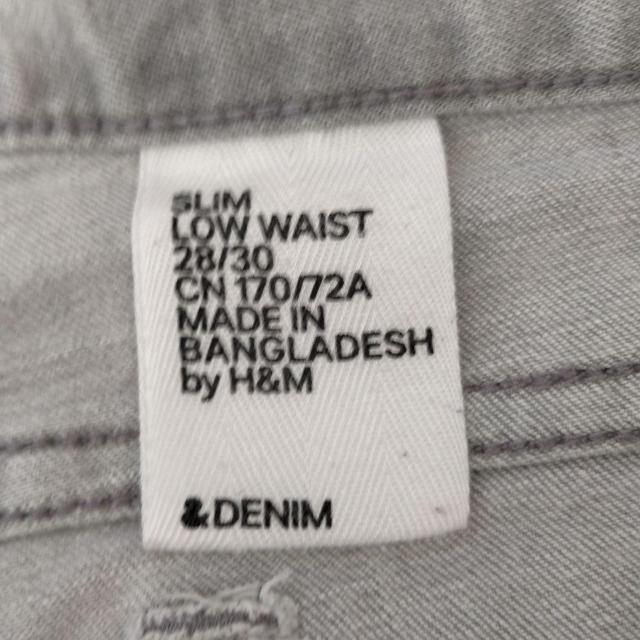 SLIM
LOW WAIST
28/30
CN 170/72A
MADE IN
BANGLADESH
by H&M
& DENIM